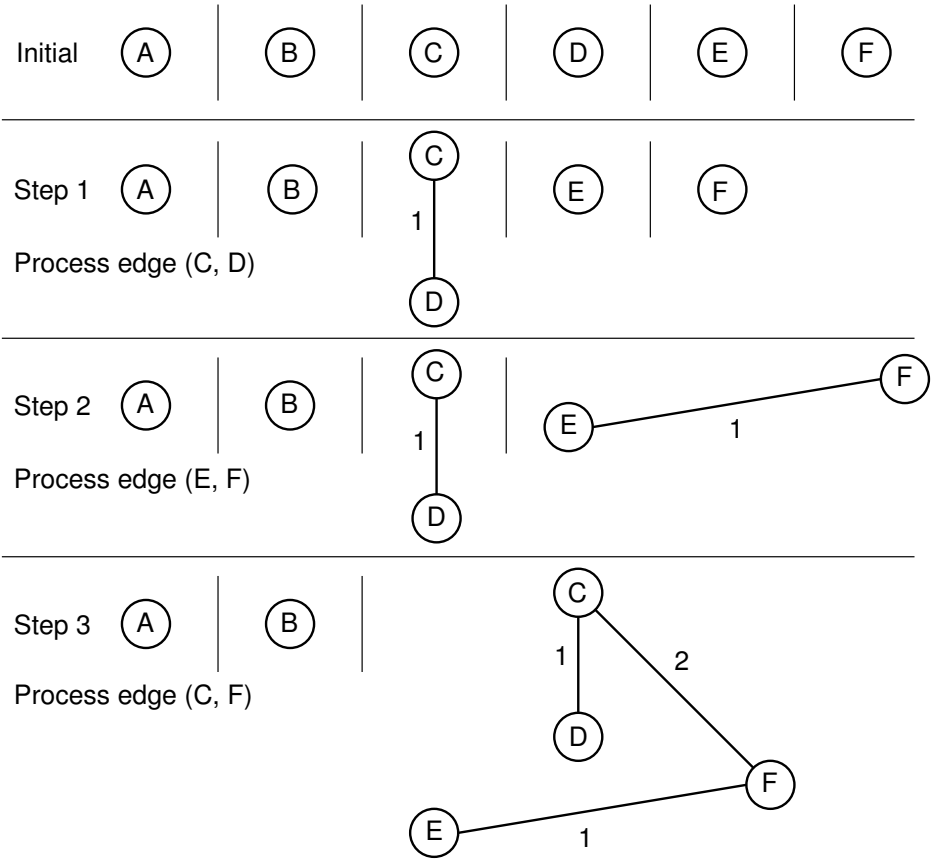 Initial A B C D E F
C
Step 1 A B E F
1
Process edge (C, D)
D
C F
Step 2 A B E
1 1
Process edge (E, F)
D
C
Step 3 A B
1 2
Process edge (C, F)
D
F
E
1